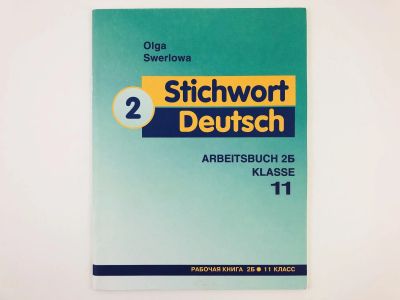 Olga
Swerlowa
2
Stichwort
Deutsch
ARBEITSBUCH 2Б
KLASSE
11
РАБОЧАЯ КНИГА 2Б ● 11 КЛАСС